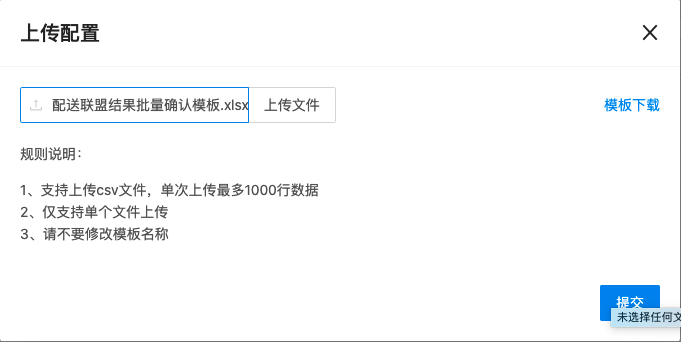 上传配置
配送联盟结果批量确认模板.xlsx 上传文件 模板下载
规则说明：
1、支持上传csv文件，单次上传最多1000行数据
2、仅支持单个文件上传
3、请不要修改模板名称
提交
未选择任何文